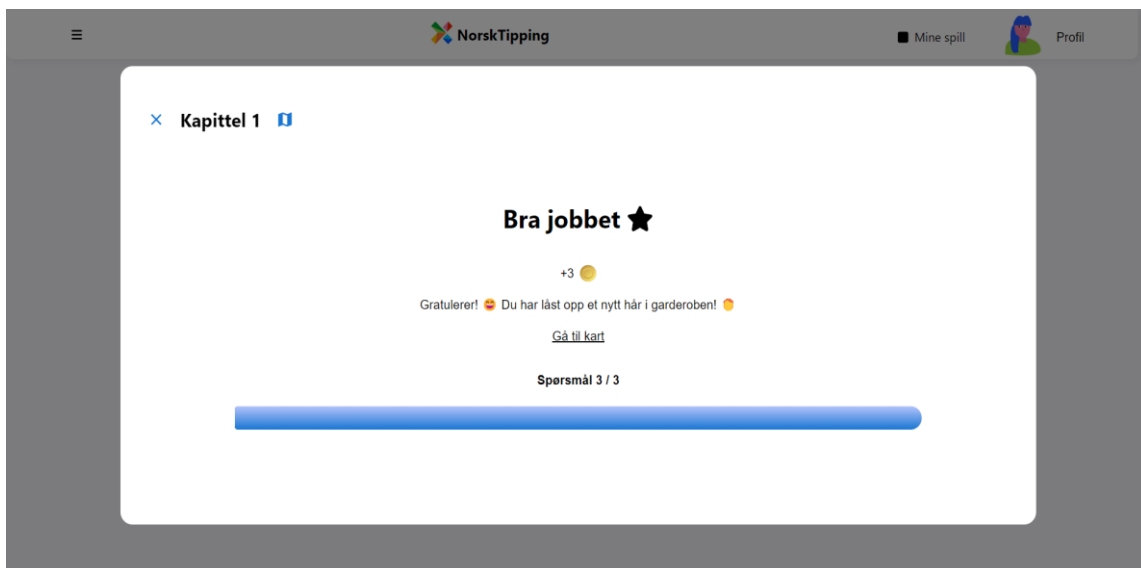 ☰ NorskTipping Mine spill Profil
× Kapittel 1
Bra jobbet ★
+3
Gratulerer! 😄 Du har låst opp et nytt hår i garderoben! 👏
Gå til kart
Spørsmål 3 / 3